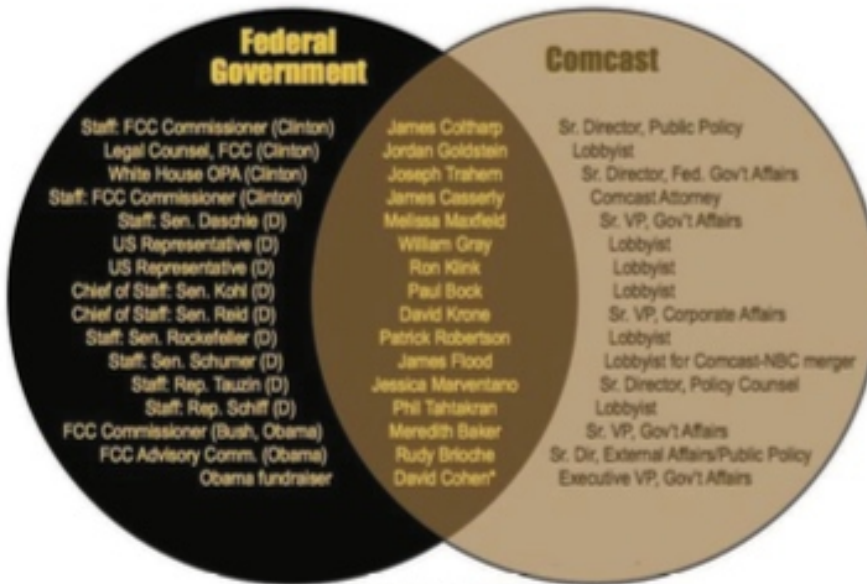 Federal Government
Comcast
Staff: FCC Commissioner (Clinton) James Coltharp Sr. Director, Public Policy
Legal Counsel, FCC (Clinton) Jordan Goldstein Lobbyist
White House OPA (Clinton) Joseph Trahern Sr. Director, Fed. Gov't Affairs
Staff: FCC Commissioner (Clinton) James Casserly Comcast Attorney
Staff: Sen. Daschle (D) Melissa Maxfield Sr. VP, Gov't Affairs
US Representative (D) William Gray Lobbyist
US Representative (D) Ron Klink Lobbyist
Chief of Staff: Sen. Kohl (D) Paul Bock Lobbyist
Chief of Staff: Sen. Reid (D) David Krone Sr. VP, Corporate Affairs
Staff: Sen. Rockefeller (D) Patrick Robertson Lobbyist
Staff: Sen. Schumer (D) James Flood Lobbyist for Comcast-NBC merger
Staff: Rep. Tauzin (D) Jessica Marventano Sr. Director, Policy Counsel
Staff: Rep. Schiff (D) Phil Tahtakran Lobbyist
FCC Commissioner (Bush, Obama) Meredith Baker Sr. VP, Gov't Affairs
FCC Advisory Comm. (Obama) Rudy Brioche Sr. Dir, External Affairs/Public Policy
Obama fundraiser David Cohen* Executive VP, Gov't Affairs